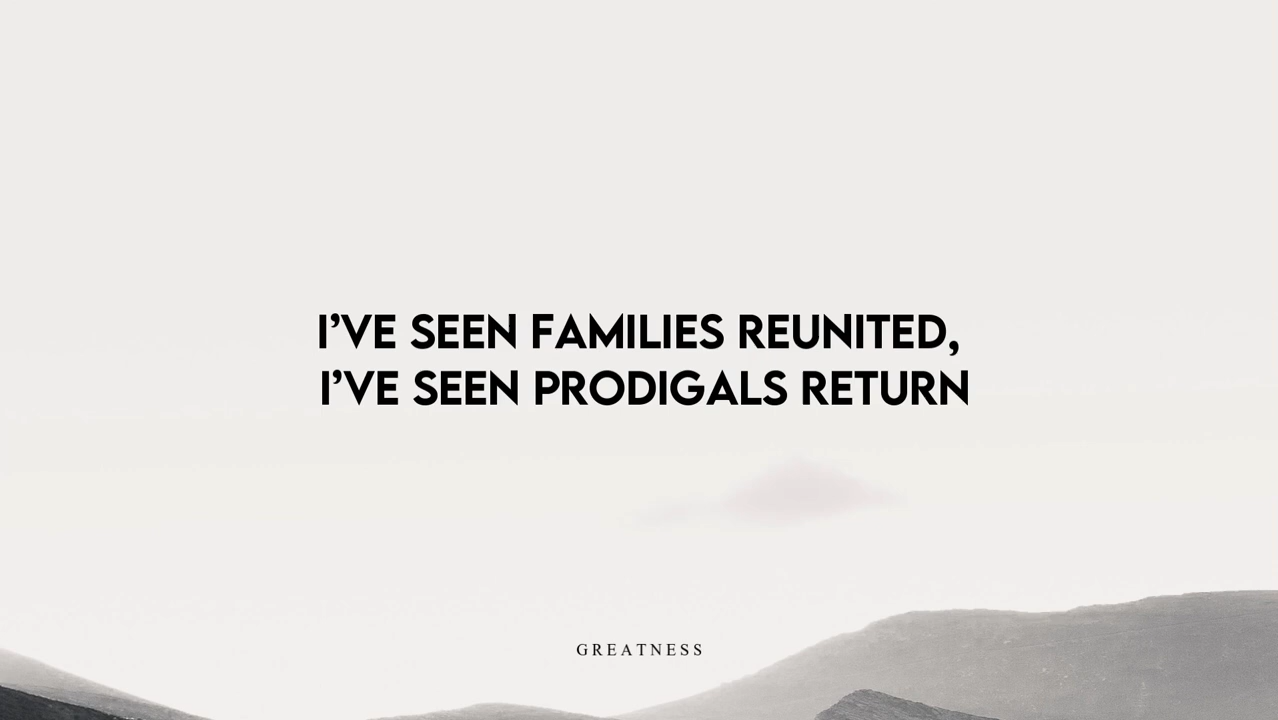 I’VE SEEN FAMILIES REUNITED,
I’VE SEEN PRODIGALS RETURN
GREATNESS